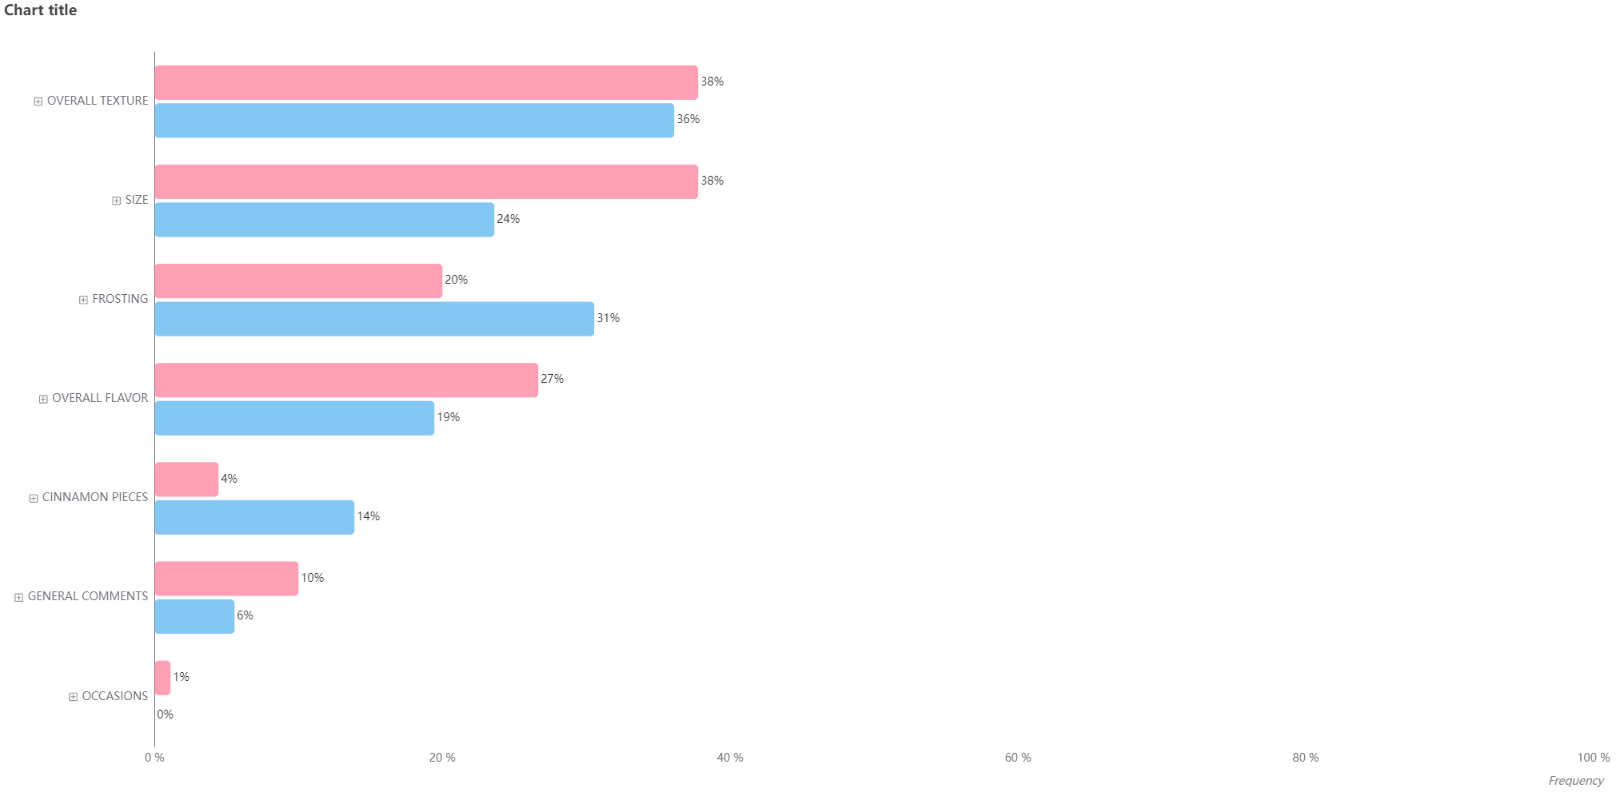 Chart title
OVERALL TEXTURE
38%
36%
SIZE
38%
24%
FROSTING
20%
31%
OVERALL FLAVOR
27%
19%
CINNAMON PIECES
4%
14%
GENERAL COMMENTS
10%
6%
OCCASIONS
1%
0%
0 % 20 % 40 % 60 % 80 % 100 %
Frequency